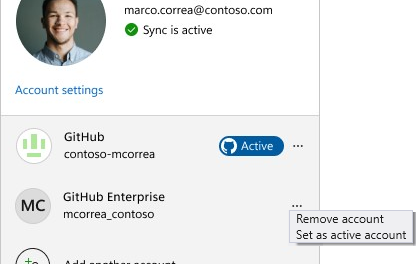 marco.correa@contoso.com
Sync is active
Account settings
GitHub
contoso-mcorrea
Active
...
GitHub Enterprise
MC
mcorrea_contoso
...
Remove account
Set as active account
Add another account